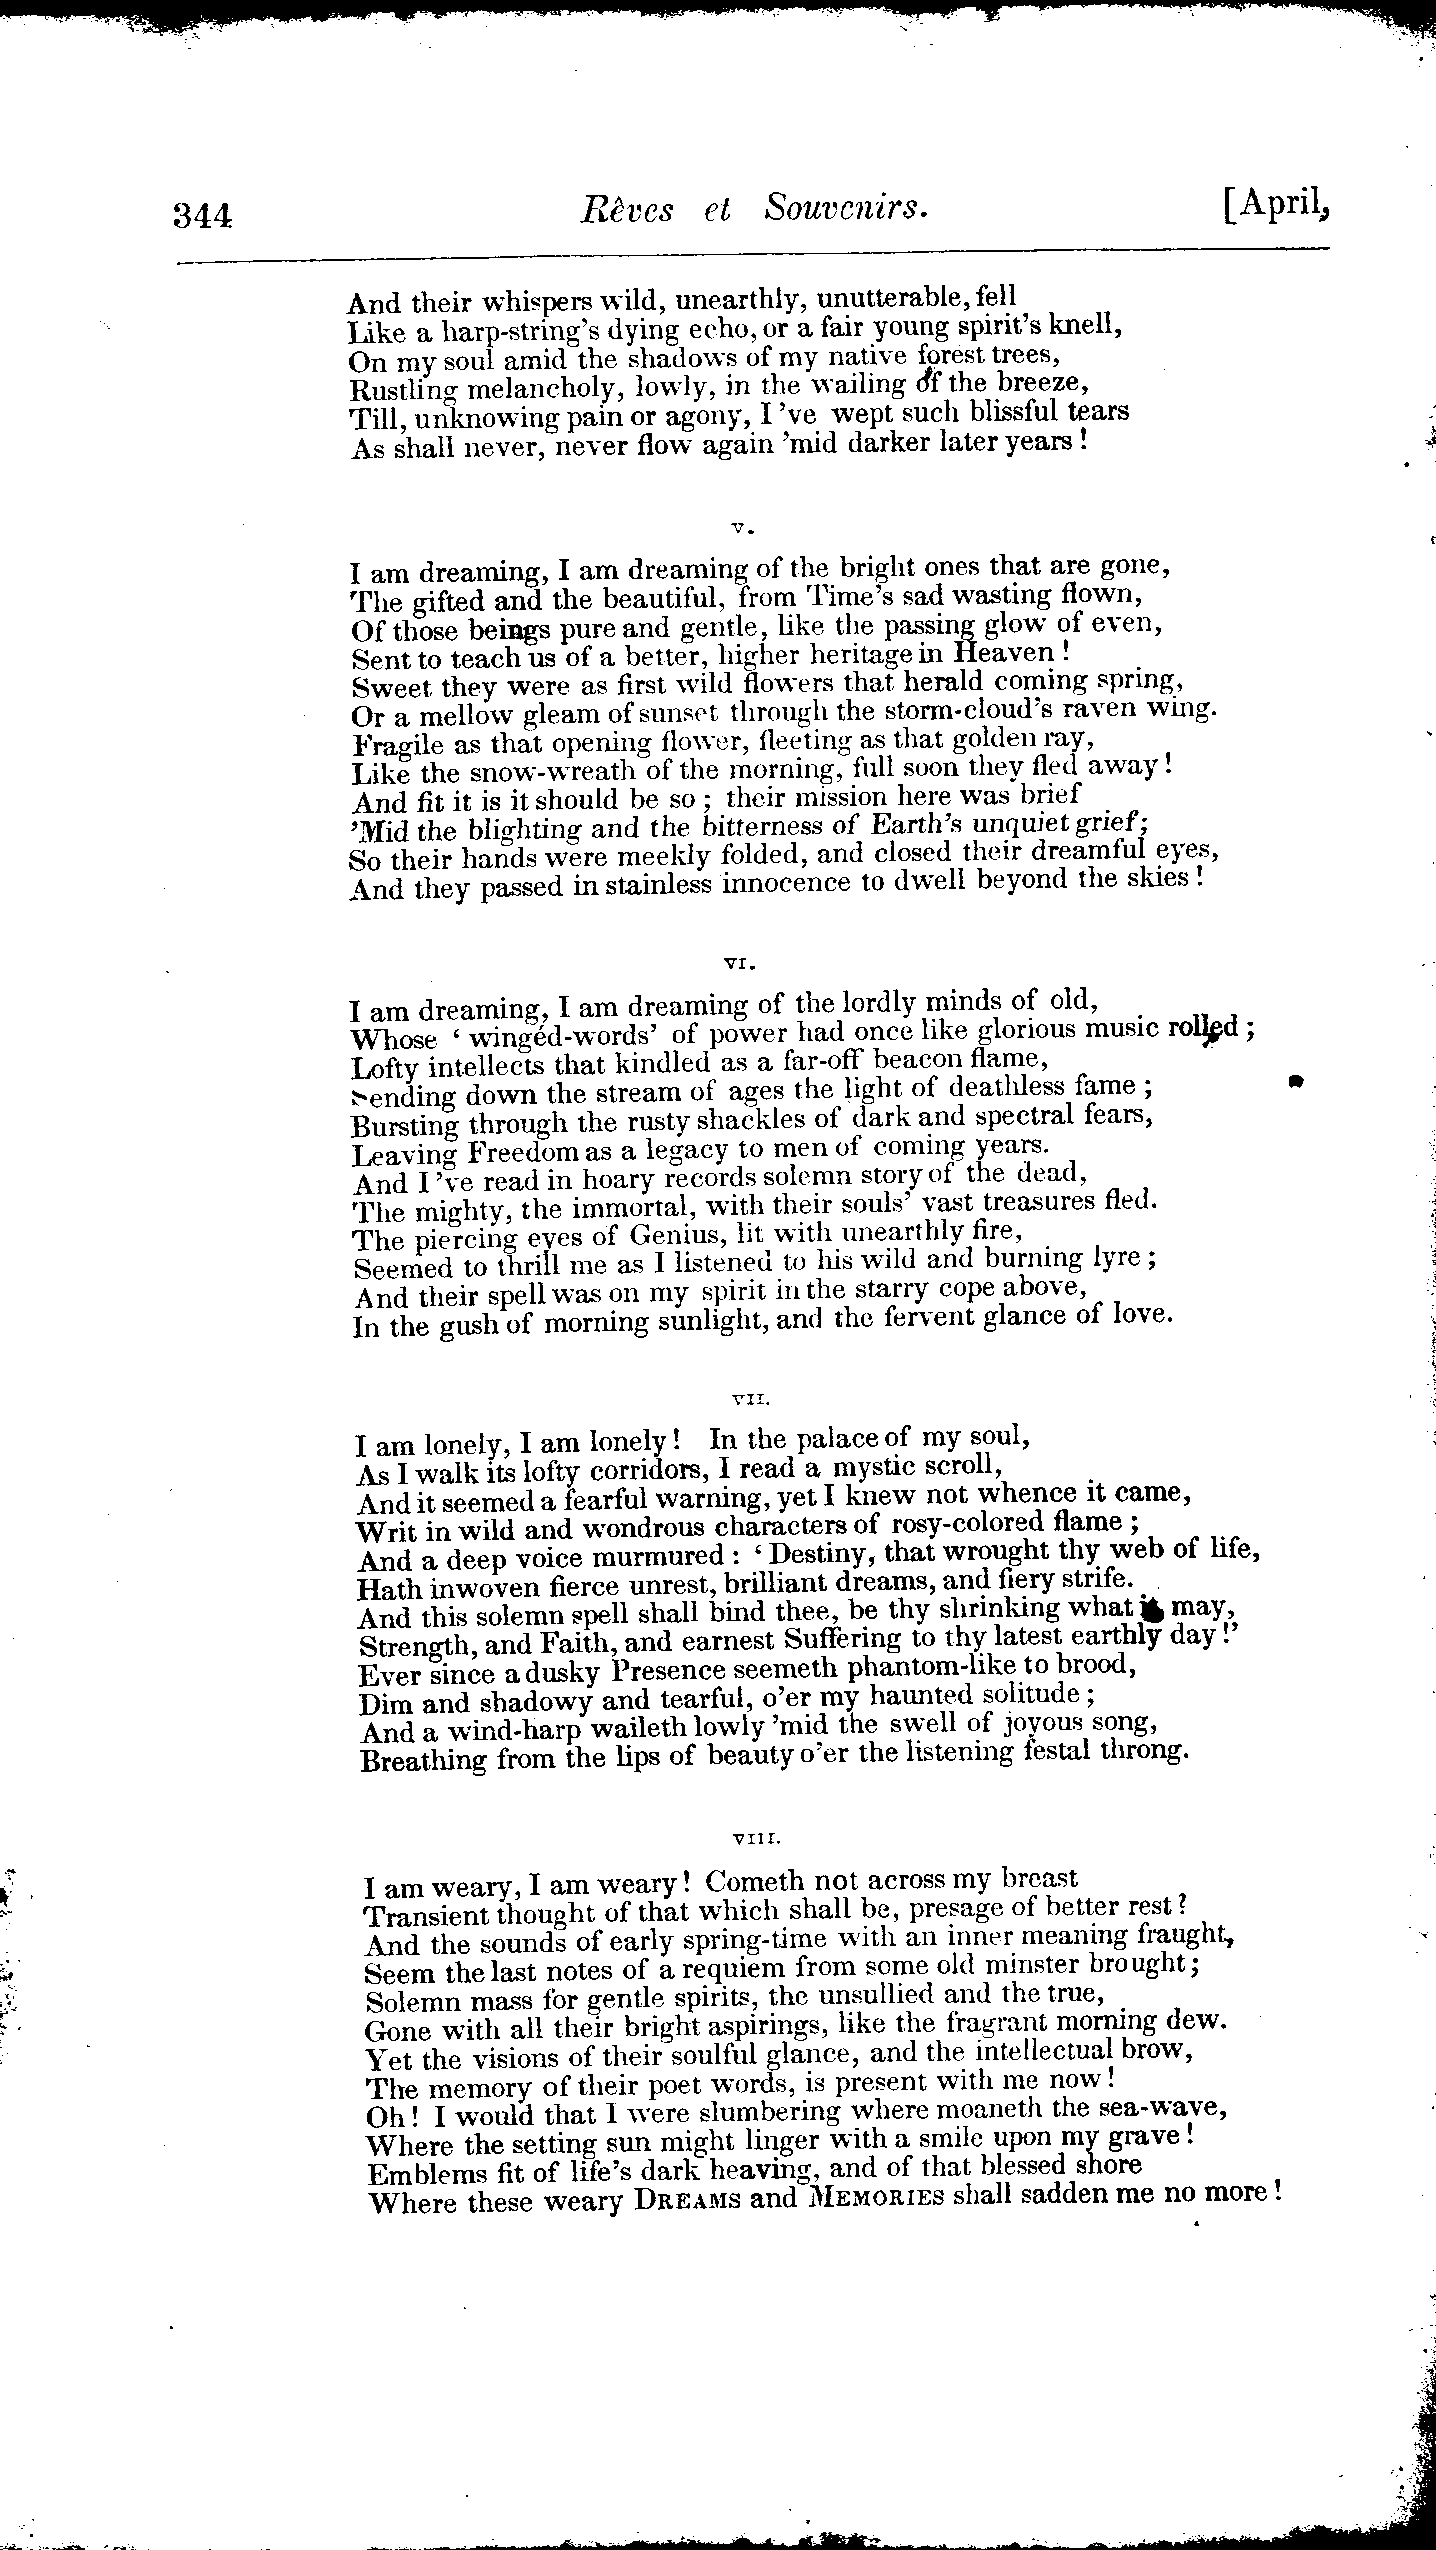 344 Rêves et Souvenirs. [April,
And their whispers wild, unearthly, unutterable, fell
Like a harp-string's dying echo, or a fair young spirit's knell,
On my soul amid the shadows of my native forest trees,
Rustling melancholy, lowly, in the wailing of the breeze,
Till, unknowing pain or agony, I 've wept such blissful tears
As shall never, never flow again 'mid darker later years!
V.
I am dreaming, I am dreaming of the bright ones that are gone,
The gifted and the beautiful, from Time's sad wasting flown,
Of those beings pure and gentle, like the passing glow of even,
Sent to teach us of a better, higher heritage in Heaven!
Sweet they were as first wild flowers that herald coming spring,
Or a mellow gleam of sunset through the storm-cloud's raven wing.
Fragile as that opening flower, fleeting as that golden ray,
Like the snow-wreath of the morning, full soon they fled away!
And fit it is it should be so; their mission here was brief
'Mid the blighting and the bitterness of Earth's unquiet grief;
So their hands were meekly folded, and closed their dreamful eyes,
And they passed in stainless innocence to dwell beyond the skies!
VI.
I am dreaming, I am dreaming of the lordly minds of old,
Whose 'wingéd-words' of power had once like glorious music rolled;
Lofty intellects that kindled as a far-off beacon flame,
Sending down the stream of ages the light of deathless fame;
Bursting through the rusty shackles of dark and spectral fears,
Leaving Freedom as a legacy to men of coming years.
And I 've read in hoary records solemn story of the dead,
The mighty, the immortal, with their souls' vast treasures fled.
The piercing eyes of Genius, lit with unearthly fire,
Seemed to thrill me as I listened to his wild and burning lyre;
And their spell was on my spirit in the starry cope above,
In the gush of morning sunlight, and the fervent glance of love.
VII.
I am lonely, I am lonely! In the palace of my soul,
As I walk its lofty corridors, I read a mystic scroll,
And it seemed a fearful warning, yet I knew not whence it came,
Writ in wild and wondrous characters of rosy-colored flame;
And a deep voice murmured: 'Destiny, that wrought thy web of life,
Hath inwoven fierce unrest, brilliant dreams, and fiery strife.
And this solemn spell shall bind thee, be thy shrinking what it may,
Strength, and Faith, and earnest Suffering to thy latest earthly day!'
Ever since a dusky Presence seemeth phantom-like to brood,
Dim and shadowy and tearful, o'er my haunted solitude;
And a wind-harp waileth lowly 'mid the swell of joyous song,
Breathing from the lips of beauty o'er the listening festal throng.
VIII.
I am weary, I am weary! Cometh not across my breast
Transient thought of that which shall be, presage of better rest?
And the sounds of early spring-time with an inner meaning fraught,
Seem the last notes of a requiem from some old minster brought;
Solemn mass for gentle spirits, the unsullied and the true,
Gone with all their bright aspirings, like the fragrant morning dew.
Yet the visions of their soulful glance, and the intellectual brow,
The memory of their poet words, is present with me now!
Oh! I would that I were slumbering where moaneth the sea-wave,
Where the setting sun might linger with a smile upon my grave!
Emblems fit of life's dark heaving, and of that blessed shore
Where these weary DREAMS and MEMORIES shall sadden me no more!